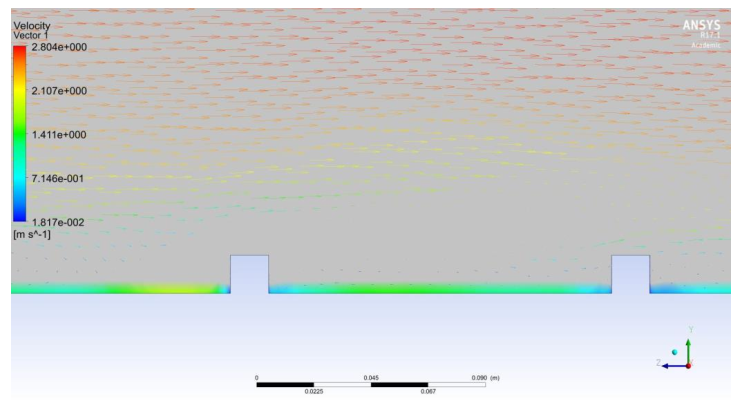 Velocity
Vector 1
2.804e+000
2.107e+000
1.411e+000
7.146e-001
1.817e-002
[m s^-1]
ANSYS
R17.1
Academic
Y
Z
X
0 0.045 0.090 (m)
0.0225 0.067